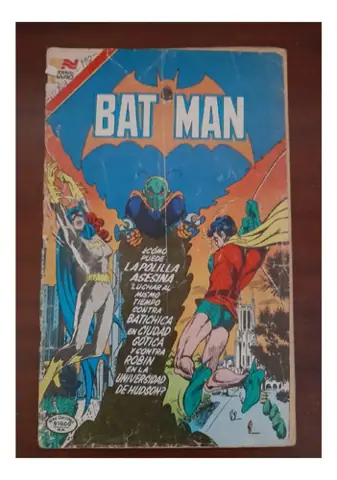 BATMAN
¿CÓMO
PUEDE
LA POLILLA
ASESINA
LUCHAR AL
MISMO
TIEMPO
CONTRA
BATICHICA
EN CIUDAD
GÓTICA
Y CONTRA
ROBIN
EN LA
UNIVERSIDAD
DE HUDSON?